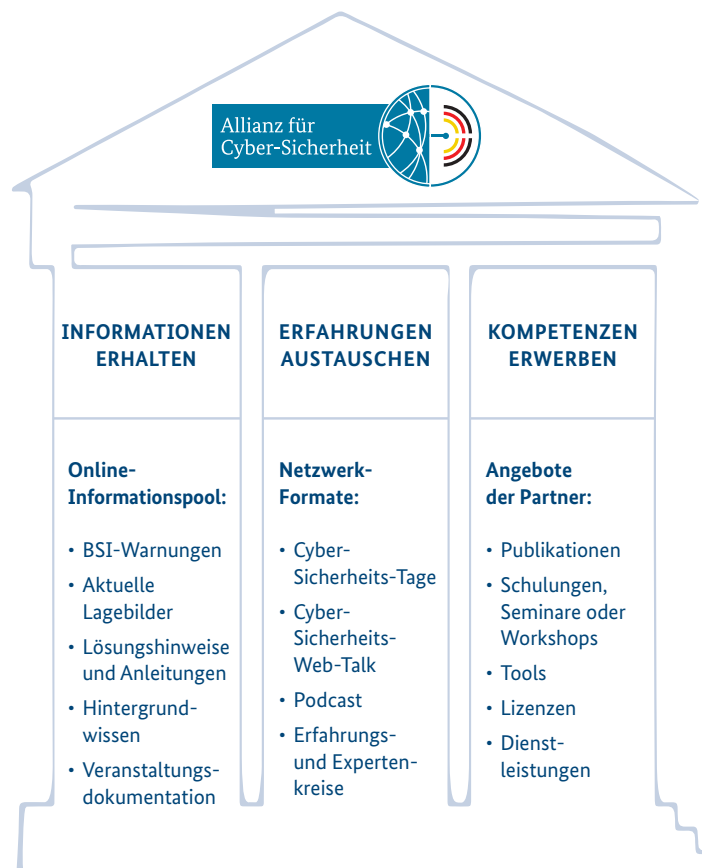 Allianz für
Cyber-Sicherheit
INFORMATIONEN
ERHALTEN
Online-
Informationspool:
• BSI-Warnungen
• Aktuelle
Lagebilder
• Lösungshinweise
und Anleitungen
• Hintergrund-
wissen
• Veranstaltungs-
dokumentation
ERFAHRUNGEN
AUSTAUSCHEN
Netzwerk-
Formate:
• Cyber-
Sicherheits-Tage
• Cyber-
Sicherheits-
Web-Talk
• Podcast
• Erfahrungs-
und Experten-
kreise
KOMPETENZEN
ERWERBEN
Angebote
der Partner:
• Publikationen
• Schulungen,
Seminare oder
Workshops
• Tools
• Lizenzen
• Dienst-
leistungen